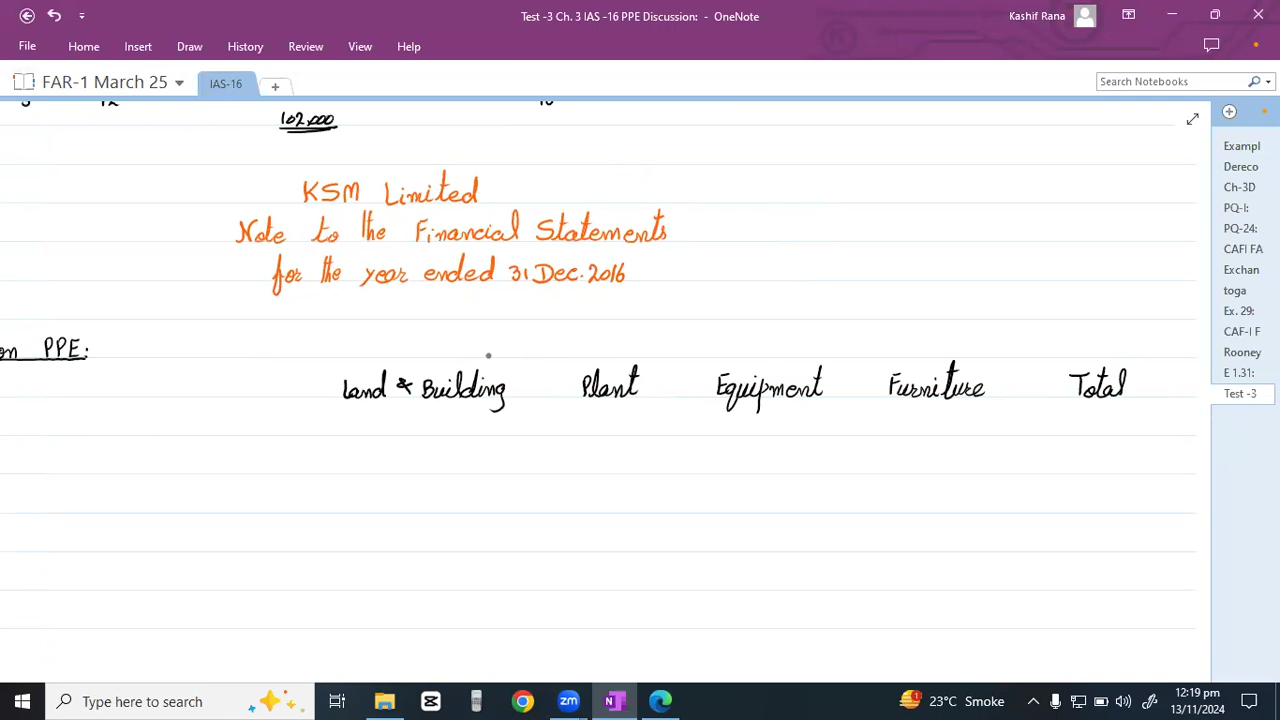 Test -3 Ch. 3 IAS -16 PPE Discussion: - OneNote
Kashif Rana
File Home Insert Draw History Review View Help
FAR-1 March 25
IAS-16
Search Notebooks
102,000
KSM Limited
Note to the Financial Statements
for the year ended 31 Dec. 2016
on PPE:
Land & Building Plant Equipment Furniture Total
Exampl
Dereco
Ch-3D
PQ-I:
PQ-24:
CAFI FA
Exchan
toga
Ex. 29:
CAF-I F
Rooney
E 1.31:
Test -3
Type here to search
23°C Smoke
12:19 pm
13/11/2024